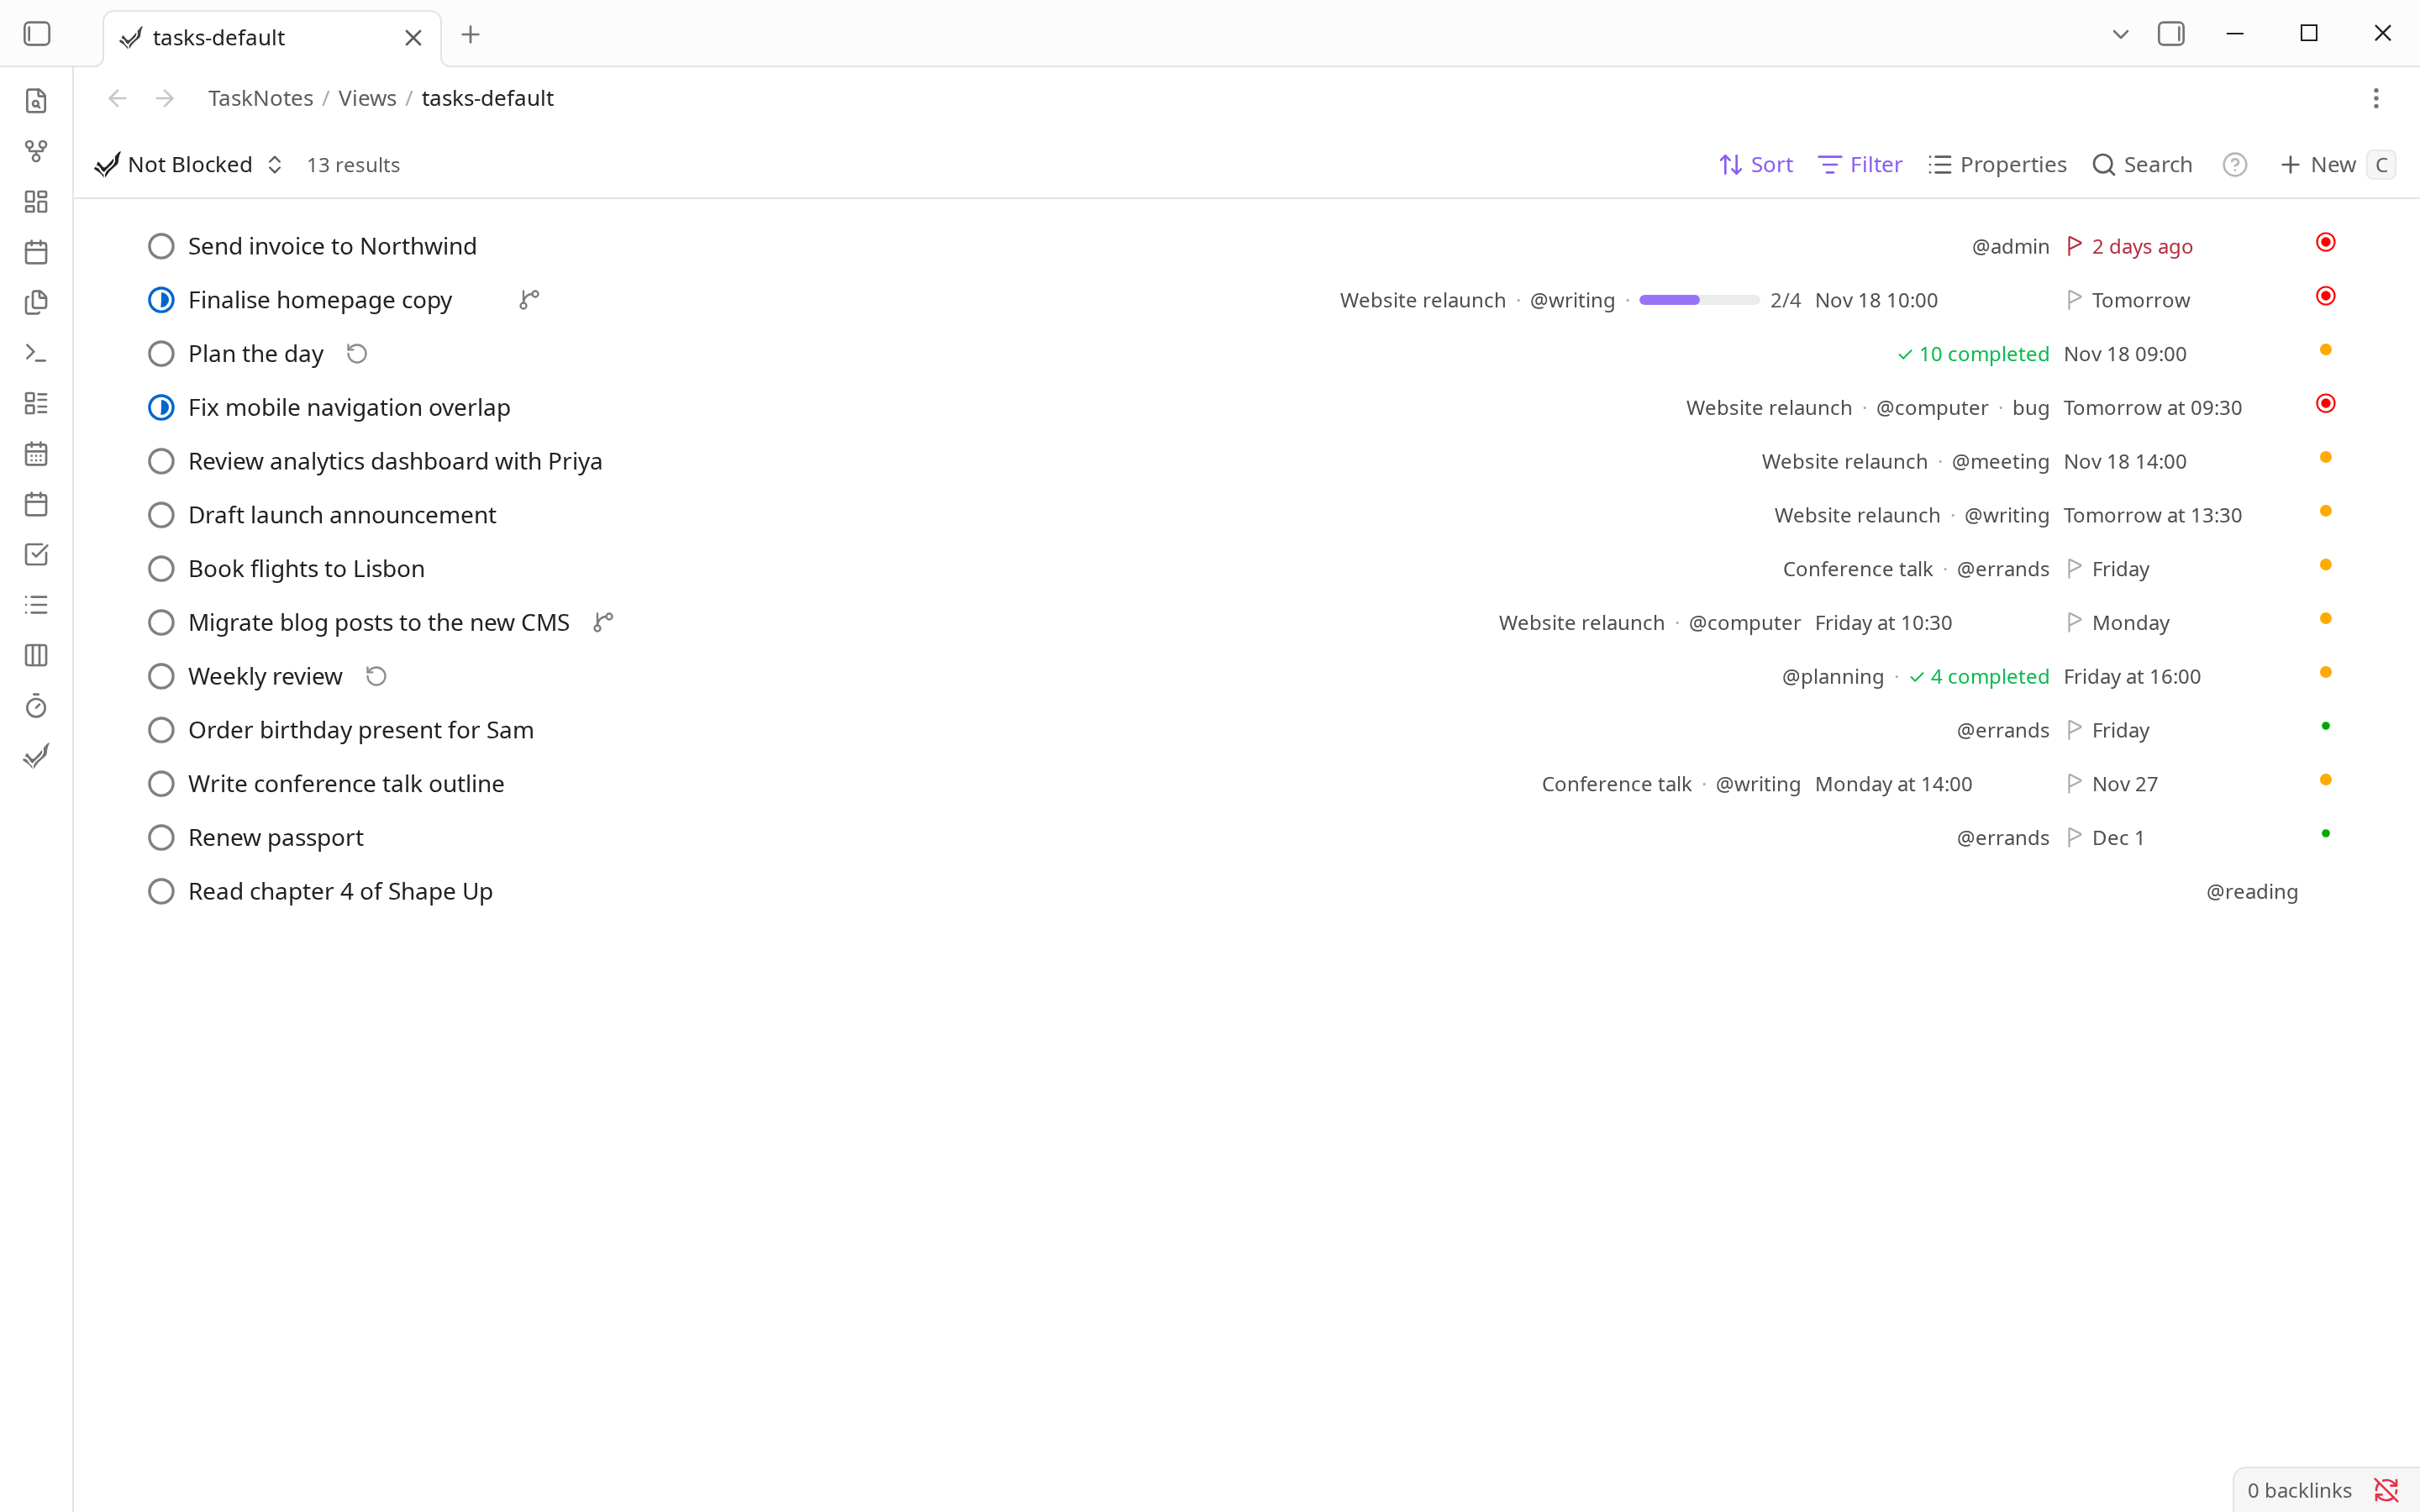 tasks-default
TaskNotes / Views / tasks-default
Not Blocked 13 results Sort Filter Properties Search ? New C
Send invoice to Northwind @admin 2 days ago
Finalise homepage copy Website relaunch · @writing · 2/4 Nov 18 10:00 Tomorrow
Plan the day 10 completed Nov 18 09:00
Fix mobile navigation overlap Website relaunch · @computer · bug Tomorrow at 09:30
Review analytics dashboard with Priya Website relaunch · @meeting Nov 18 14:00
Draft launch announcement Website relaunch · @writing Tomorrow at 13:30
Book flights to Lisbon Conference talk · @errands Friday
Migrate blog posts to the new CMS Website relaunch · @computer Friday at 10:30 Monday
Weekly review @planning · 4 completed Friday at 16:00
Order birthday present for Sam @errands Friday
Write conference talk outline Conference talk · @writing Monday at 14:00 Nov 27
Renew passport @errands Dec 1
Read chapter 4 of Shape Up @reading
0 backlinks